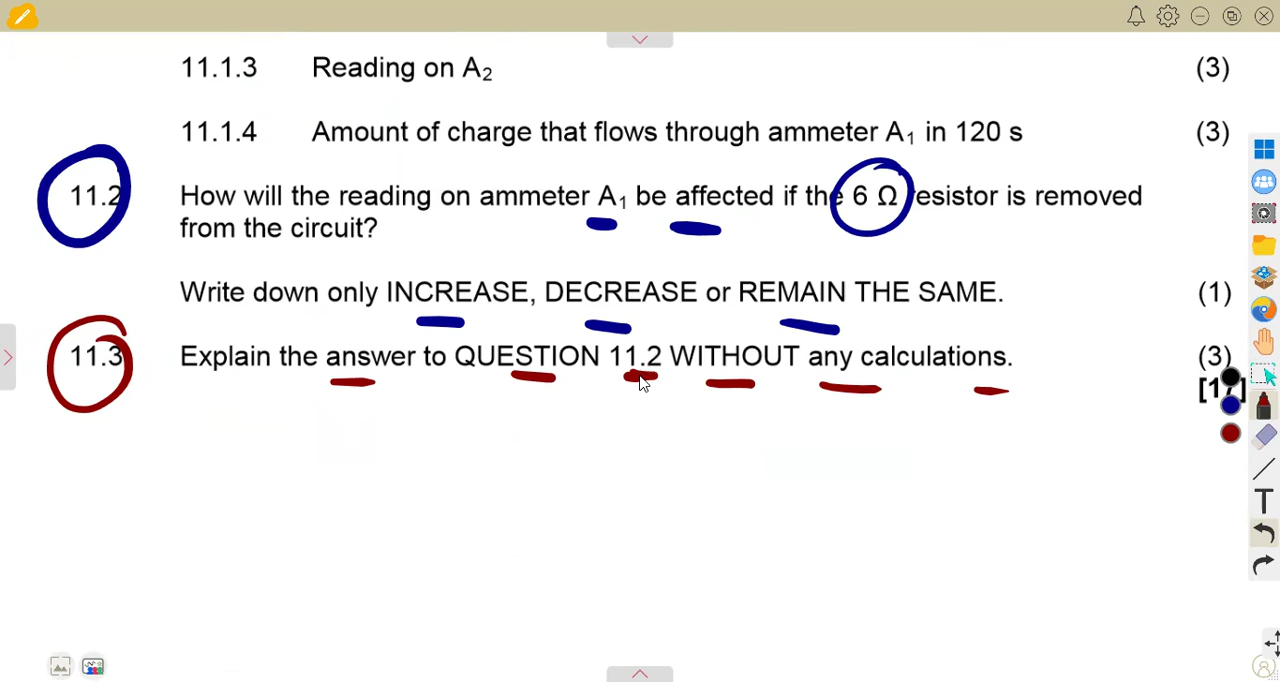 11.1.3 Reading on A₂ (3)
11.1.4 Amount of charge that flows through ammeter A₁ in 120 s (3)
11.2 How will the reading on ammeter A₁ be affected if the 6 Ω resistor is removed
from the circuit?
Write down only INCREASE, DECREASE or REMAIN THE SAME. (1)
11.3 Explain the answer to QUESTION 11.2 WITHOUT any calculations. (3)
[17]
T